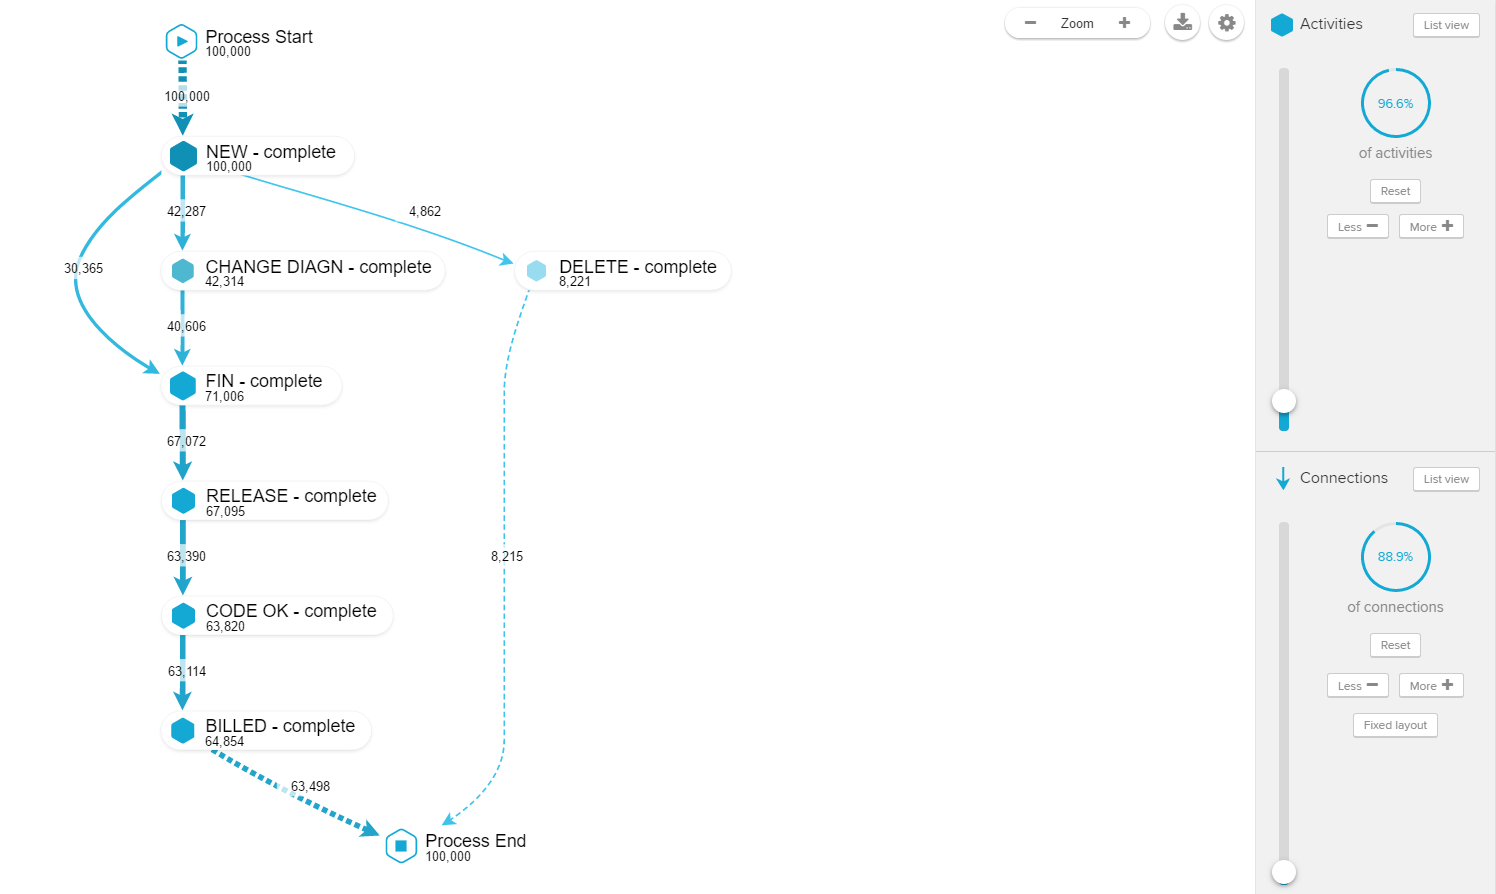 Process Start
100,000
100,000
NEW - complete
100,000
42,287
4,862
30,365
CHANGE DIAGN - complete
42,314
DELETE - complete
8,221
40,606
FIN - complete
71,006
67,072
RELEASE - complete
67,095
63,390
8,215
CODE OK - complete
63,820
63,114
BILLED - complete
64,854
63,498
Process End
100,000
Zoom
Activities
List view
96.6%
of activities
Reset
Less
More
Connections
List view
88.9%
of connections
Reset
Less
More
Fixed layout